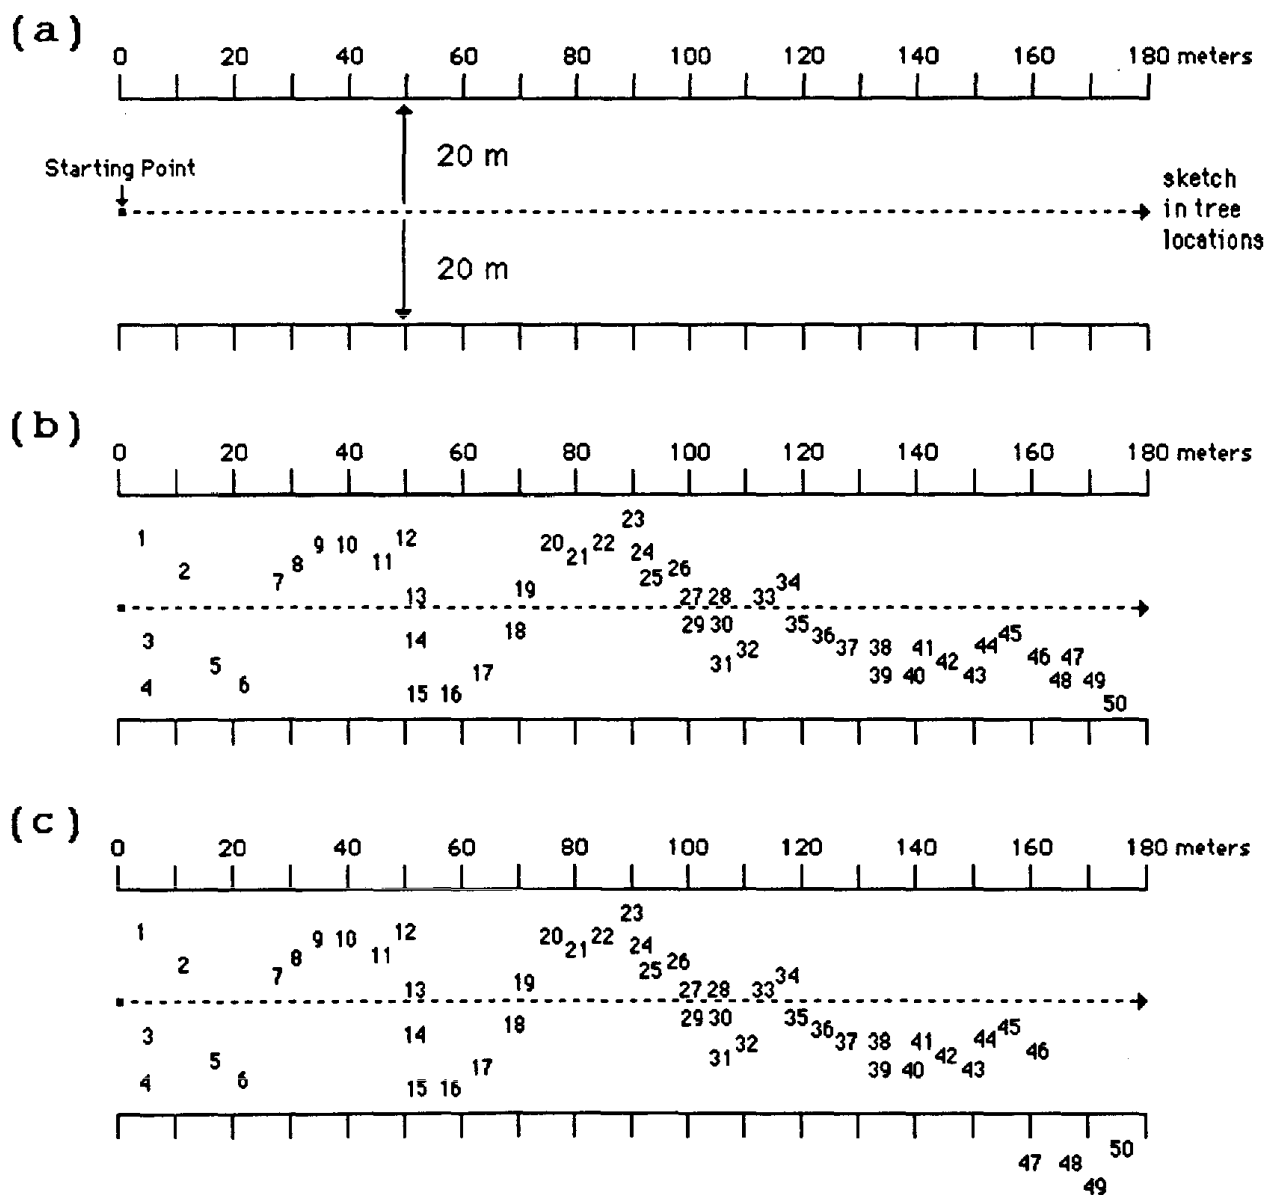 (a)
0 20 40 60 80 100 120 140 160 180 meters
20 m
Starting Point
sketch
in tree
locations
20 m
(b)
0 20 40 60 80 100 120 140 160 180 meters
23
1 12
9 10 20 22
21 24
2 8 11 25 26
7 34
13 19 27 28 33
3 14 18 29 30 35 36 45
5 17 31 32 37 38 41 44
42 46 47
4 6 15 16 39 40 43 48 49
50
(c)
0 20 40 60 80 100 120 140 160 180 meters
23
1 12
9 10 20 22
21 24
2 8 11 25 26
7 34
13 19 27 28 33
3 14 18 29 30 35 36 45
5 17 31 32 37 38 41 44
42 46
4 6 15 16 39 40 43
50
47 48
49